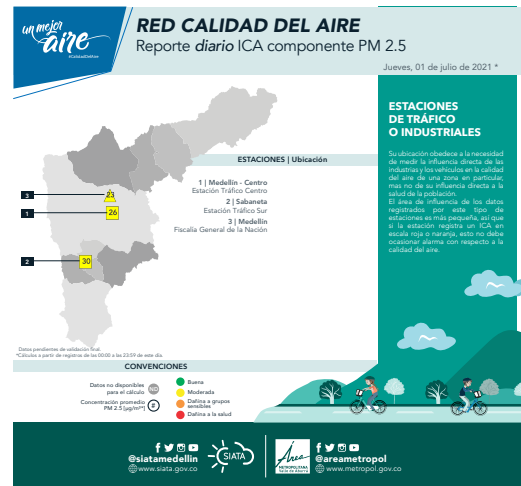 un mejor
aire
#CalidadDelAire
RED CALIDAD DEL AIRE
Reporte diario ICA componente PM 2.5
Jueves, 01 de julio de 2021 *
ESTACIONES
DE TRÁFICO
O INDUSTRIALES
Su ubicación obedece a la necesidad
de medir la influencia directa de las
industrias y los vehículos en la calidad
del aire de una zona en particular,
mas no de su influencia directa a la
salud de la población.
El área de influencia de los datos
registrados por este tipo de
estaciones es más pequeña, así que
si la estación registra un ICA en
escala roja o naranja, esto no debe
ocasionar alarma con respecto a la
calidad del aire.
ESTACIONES | Ubicación
1 | Medellín - Centro
Estación Tráfico Centro
2 | Sabaneta
Estación Tráfico Sur
3 | Medellín
Fiscalía General de la Nación
3
23
1
26
2
30
Datos pendientes de validación final.
*Cálculos a partir de registros de las 00:00 a las 23:59 de este día.
CONVENCIONES
Datos no disponibles
para el cálculo
ND
Concentración promedio
PM 2.5 [µg/m³]
#
Buena
Moderada
Dañina a grupos
sensibles
Dañina a la salud
@siatamedellin
www.siata.gov.co
SIATA
Área
METROPOLITANA
Valle de Aburrá
@areametropol
www.metropol.gov.co